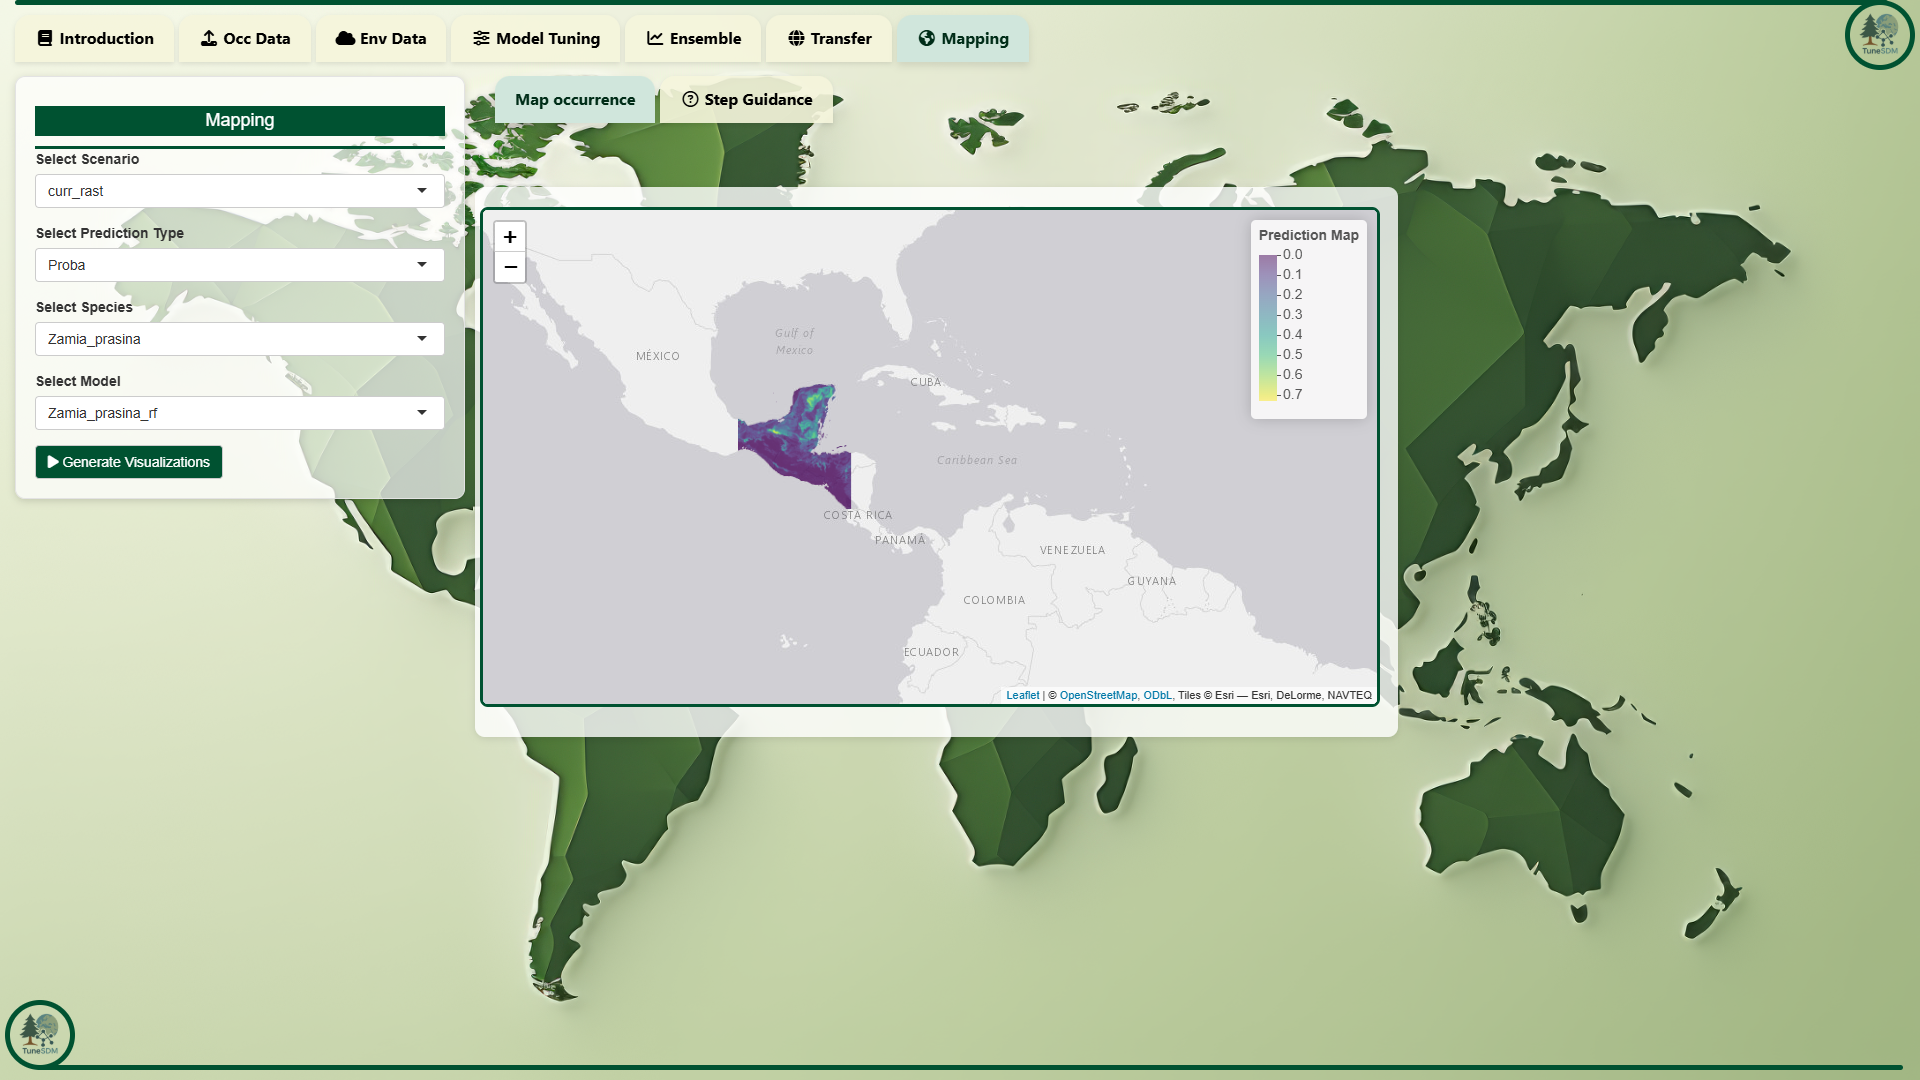 Introduction
Occ Data
Env Data
Model Tuning
Ensemble
Transfer
Mapping
TuneSDM
Mapping
Select Scenario
curr_rast
Select Prediction Type
Proba
Select Species
Zamia_prasina
Select Model
Zamia_prasina_rf
Generate Visualizations
Map occurrence
Step Guidance
+
−
Prediction Map
0.0
0.1
0.2
0.3
0.4
0.5
0.6
0.7
Gulf of
Mexico
MÉXICO
CUBA
Caribbean Sea
COSTA RICA
PANAMÁ
VENEZUELA
GUYANA
COLOMBIA
ECUADOR
Leaflet | © OpenStreetMap, ODbL, Tiles © Esri — Esri, DeLorme, NAVTEQ
TuneSDM